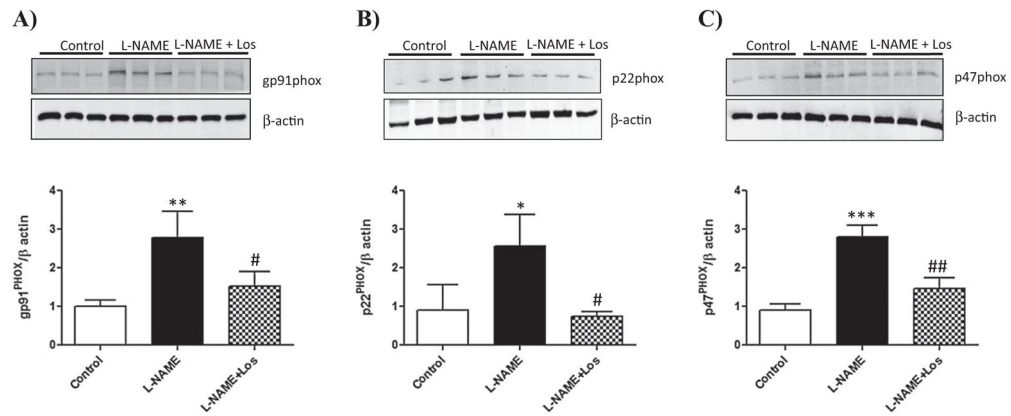 A)
Control L-NAME L-NAME + Los
gp91phox
β-actin
gp91PHOX/β actin
4
3
2
1
0
**
#
Control
L-NAME
L-NAME+Los
B)
Control L-NAME L-NAME + Los
p22phox
β-actin
p22PHOX/β actin
4
3
2
1
0
*
#
Control
L-NAME
L-NAME+Los
C)
Control L-NAME L-NAME + Los
p47phox
β-actin
p47PHOX/β actin
4
3
2
1
0
***
##
Control
L-NAME
L-NAME+Los